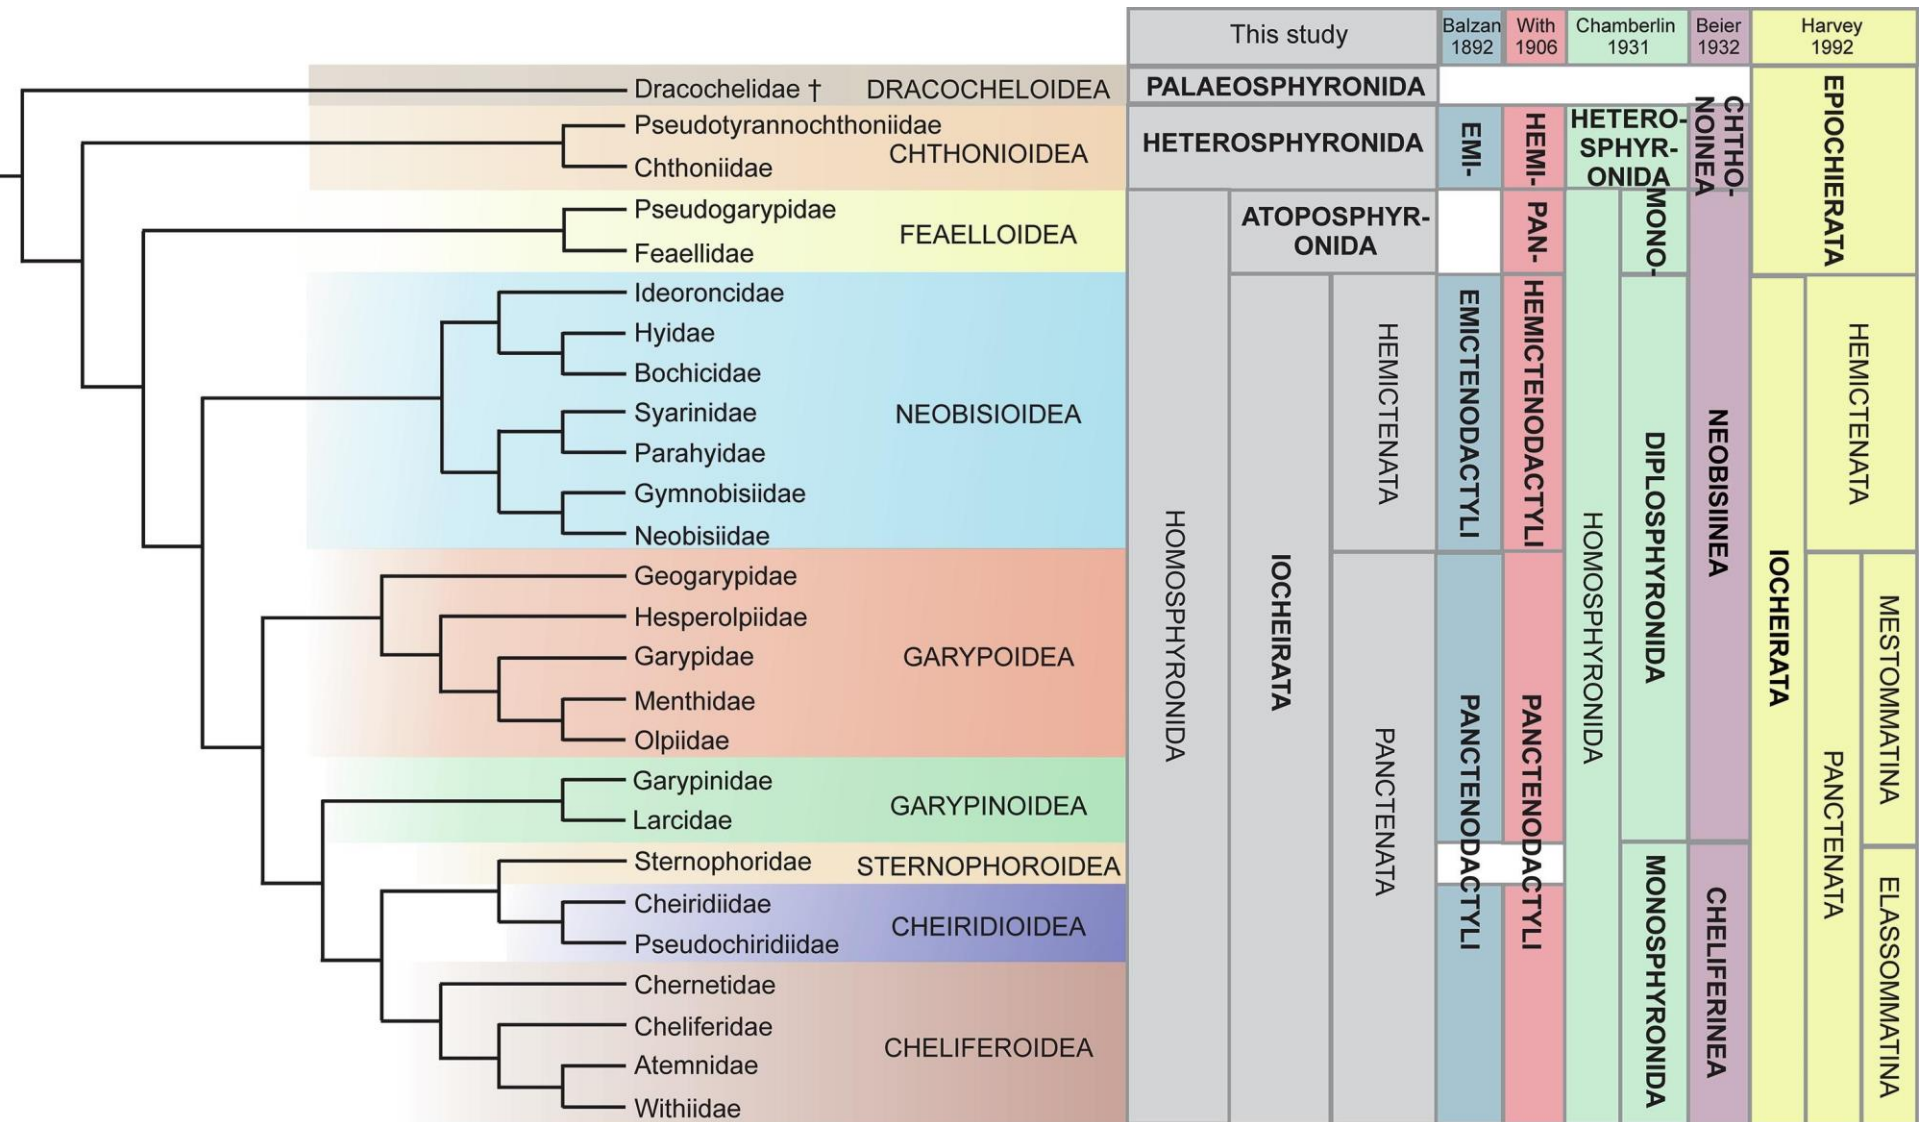 This study
Balzan
1892
With
1906
Chamberlin
1931
Beier
1932
Harvey
1992
Dracochelidae †
DRACOCHELOIDEA
Pseudotyrannochthoniidae
Chthoniidae
CHTHONIOIDEA
Pseudogarypidae
Feaellidae
FEAELLOIDEA
Ideoroncidae
Hyidae
Bochicidae
Syarinidae
Parahyidae
Gymnobisiidae
Neobisiidae
NEOBISIOIDEA
Geogarypidae
Hesperolpiidae
Garypidae
Menthidae
Olpiidae
GARYPOIDEA
Garypinidae
Larcidae
GARYPINOIDEA
Sternophoridae
STERNOPHOROIDEA
Cheiridiidae
Pseudochiridiidae
CHEIRIDIOIDEA
Chernetidae
Cheliferidae
Atemnidae
Withiidae
CHELIFEROIDEA
PALAEOSPHYRONIDA
HETEROSPHYRONIDA
HOMOSPHYRONIDA
ATOPOSPHYR-
ONIDA
IOCHEIRATA
HEMICTENATA
PANCTENATA
EMI-
EMICTENODACTYLI
PANCTENODACTYLI
HEMI-
PAN-
HEMICTENODACTYLI
PANCTENODACTYLI
HETERO-
SPHYR-
ONIDA
HOMOSPHYRONIDA
MONO-
DIPLOSPHYRONIDA
MONOSPHYRONIDA
CHTHO-
NOINEA
NEOBISINEA
CHELIFERINEA
EPIOCHIERATA
IOCHEIRATA
HEMICTENATA
PANCTENATA
MESTOMMATINA
ELASSOMMATINA